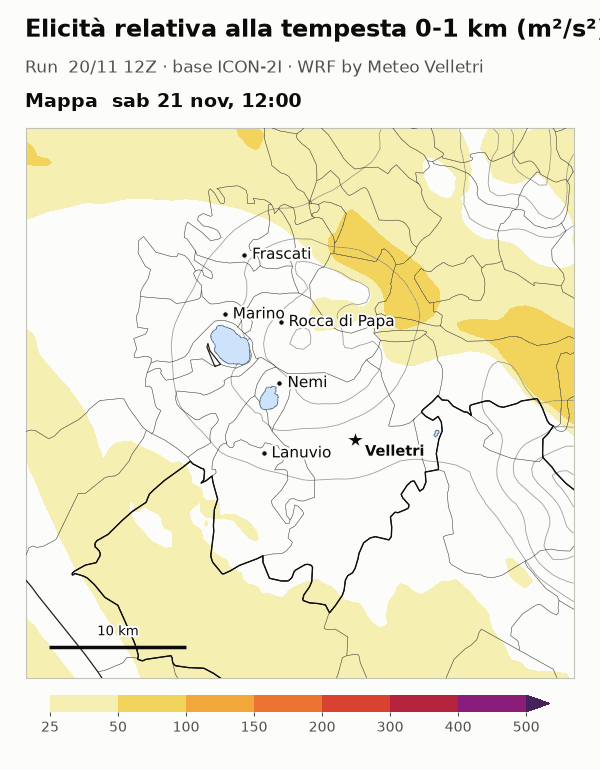 Elicità relativa alla tempesta 0-1 km (m²/s²)
Run 20/11 12Z · base ICON-2I · WRF by Meteo Velletri
Mappa sab 21 nov, 12:00
Frascati
Marino
Rocca di Papa
Nemi
Velletri
Lanuvio
10 km
25 50 100 150 200 300 400 500